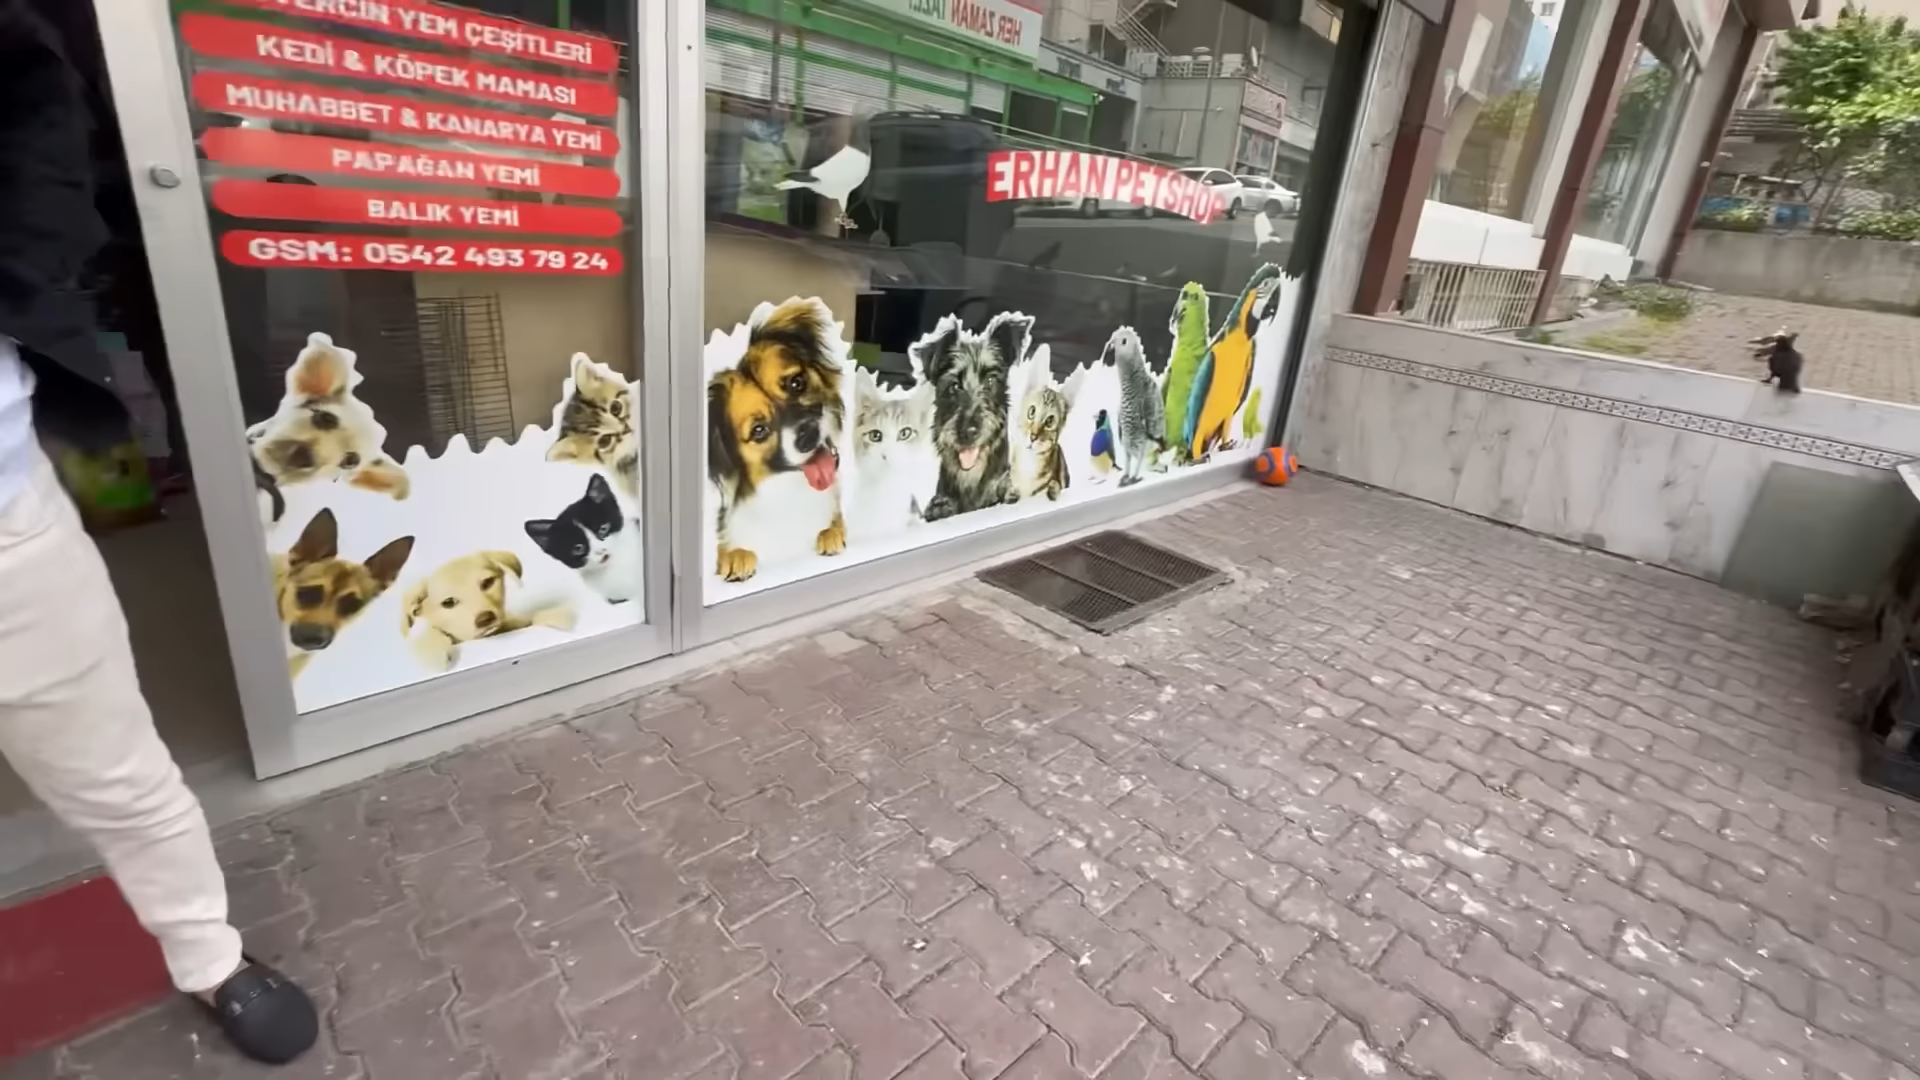 YEM ÇEŞİTLERİ
KEDİ & KÖPEK MAMASI
MUHABBET & KANARYA YEMİ
PAPAĞAN YEMİ
BALIK YEMİ
GSM: 0542 493 79 24
HER ZAMAN
ERHAN PETSHOP